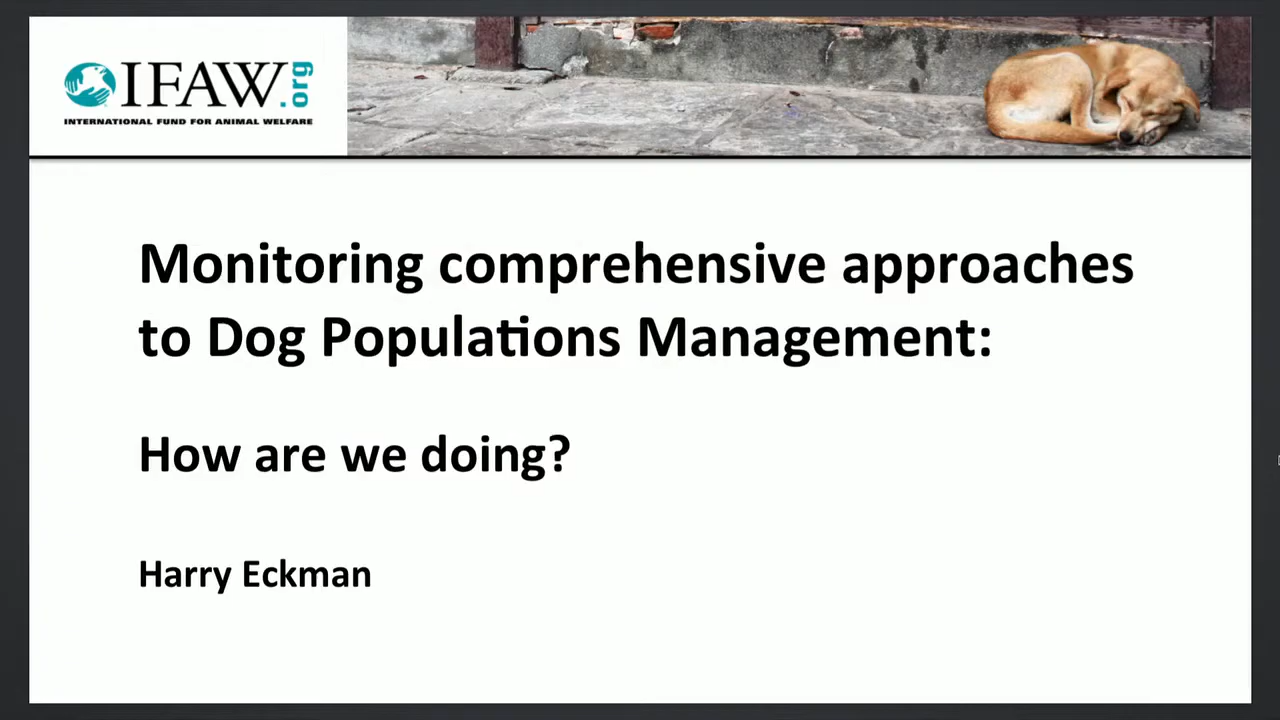 IFAW.org
INTERNATIONAL FUND FOR ANIMAL WELFARE
Monitoring comprehensive approaches
to Dog Populations Management:
How are we doing?
Harry Eckman